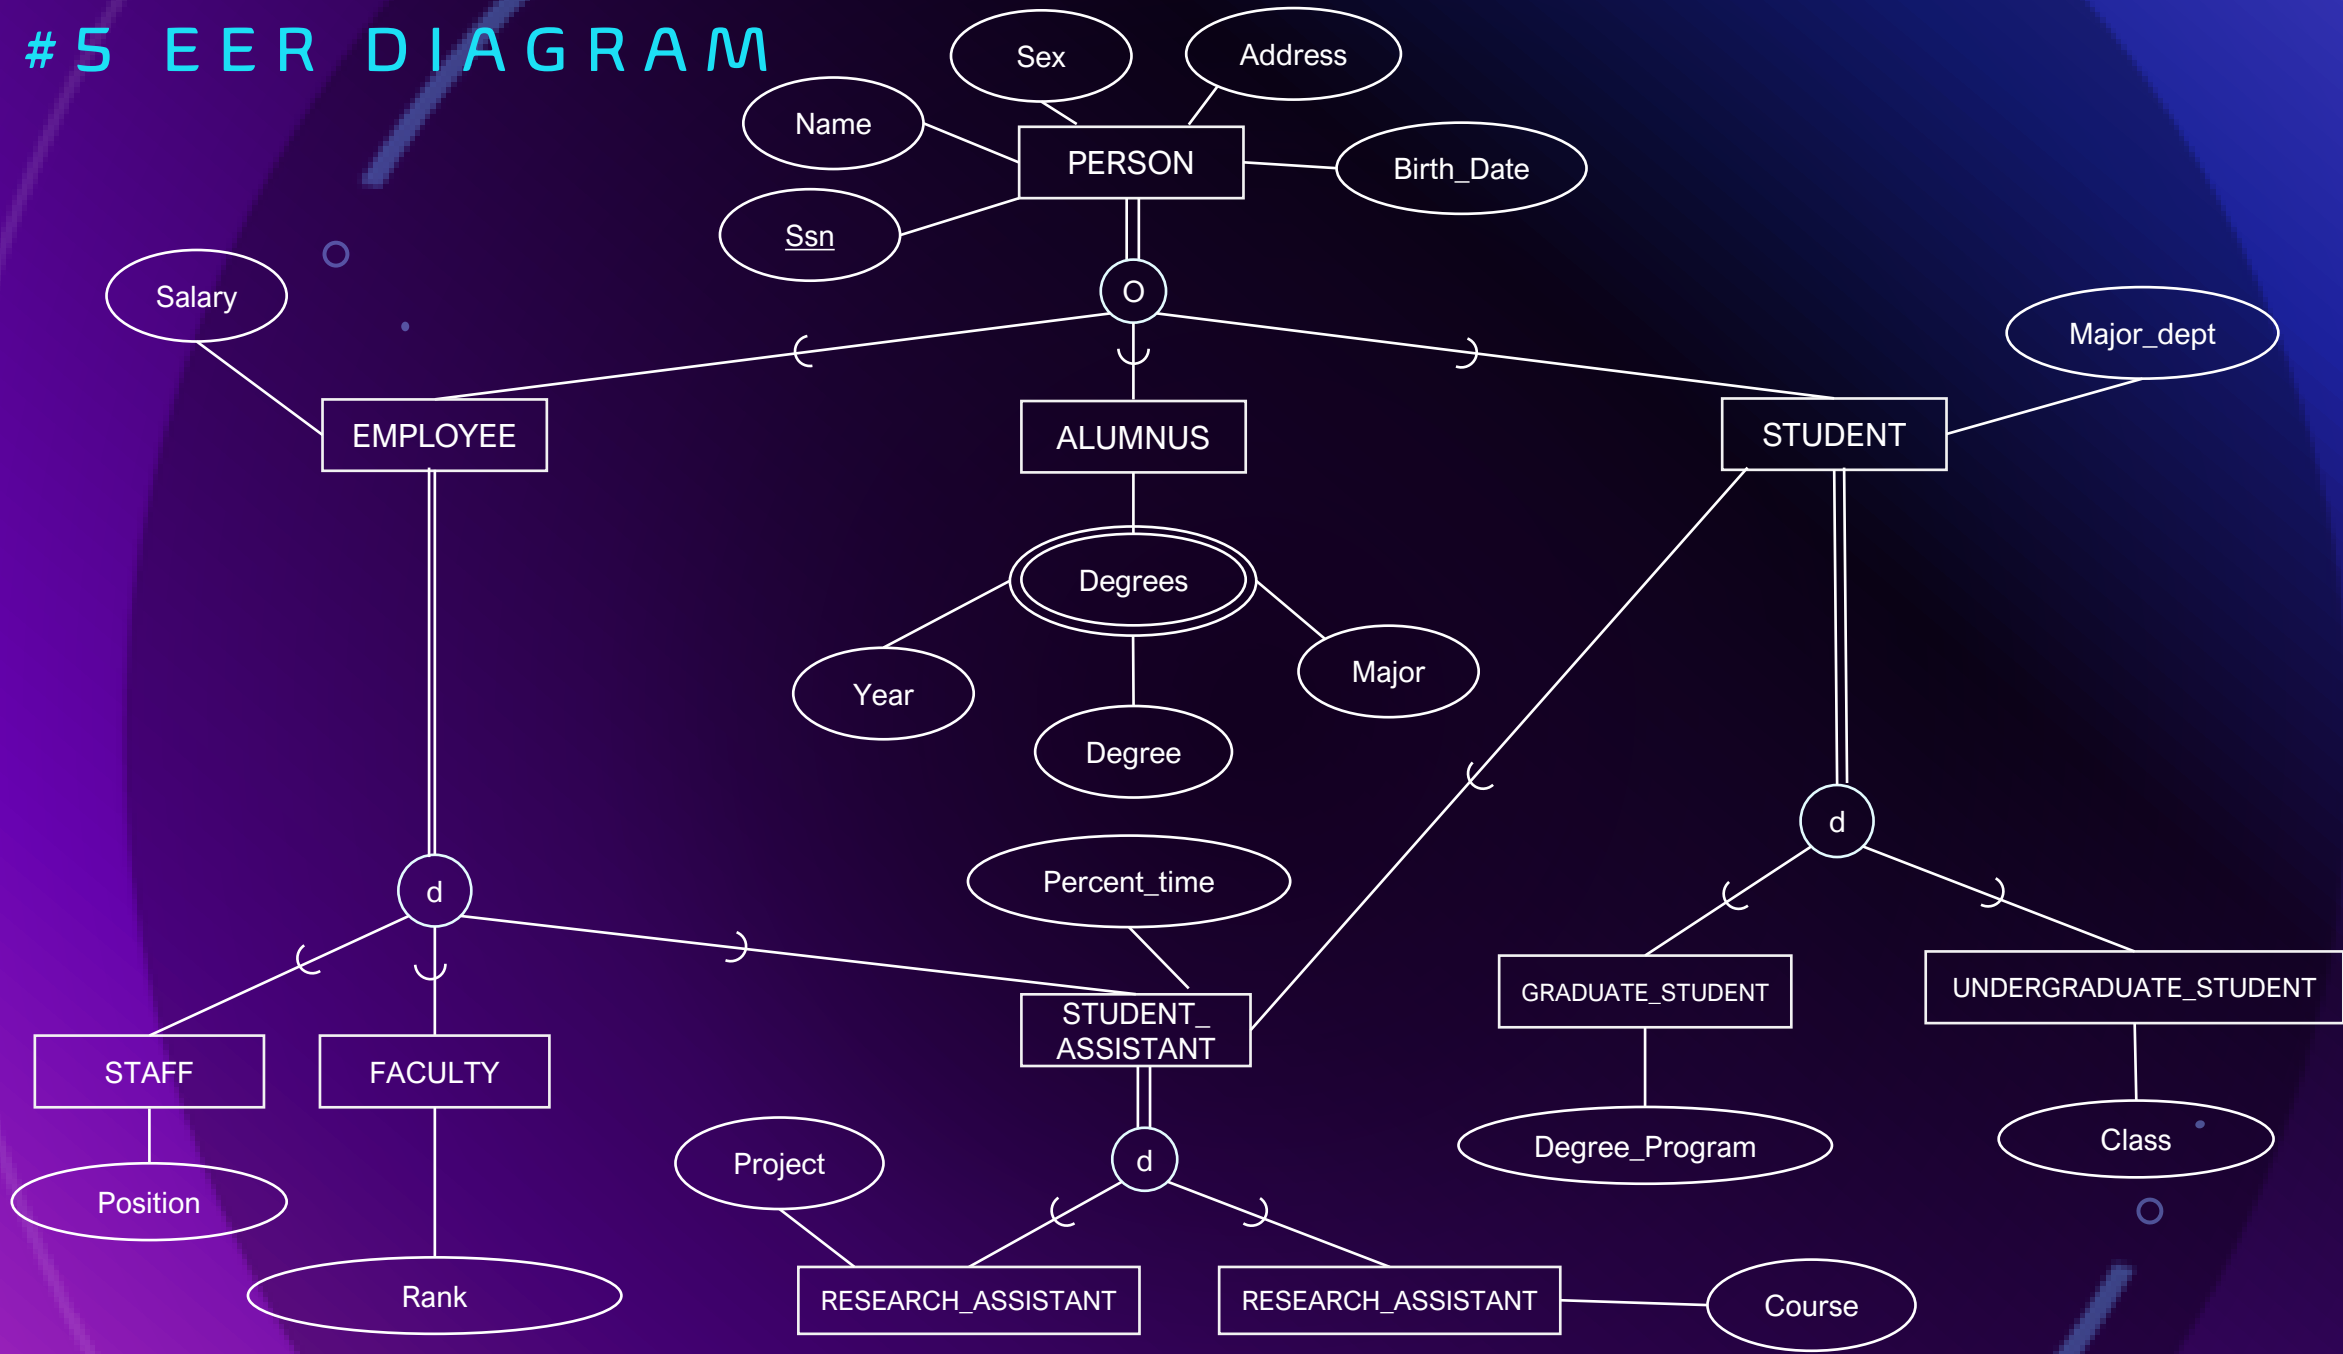 #5 EER DIAGRAM
Sex
Address
Name
PERSON
Birth_Date
Ssn
O
Salary
Major_dept
EMPLOYEE
ALUMNUS
STUDENT
Degrees
Year
Major
Degree
d
Percent_time
d
GRADUATE_STUDENT
UNDERGRADUATE_STUDENT
STUDENT_
ASSISTANT
STAFF
FACULTY
Degree_Program
Class
Project
d
Position
Rank
RESEARCH_ASSISTANT
RESEARCH_ASSISTANT
Course